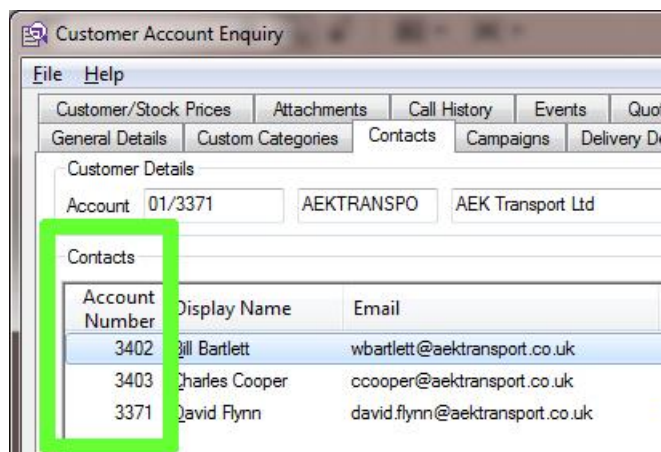 Customer Account Enquiry
File Help
Customer/Stock Prices Attachments Call History Events
General Details Custom Categories Contacts Campaigns Delivery
Customer Details
Account 01/3371 AEKTRANSPO AEK Transport Ltd
Contacts
Account Number Display Name Email
3402 Bill Bartlett wbartlett@aektransport.co.uk
3403 Charles Cooper ccooper@aektransport.co.uk
3371 David Flynn david.flynn@aektransport.co.uk